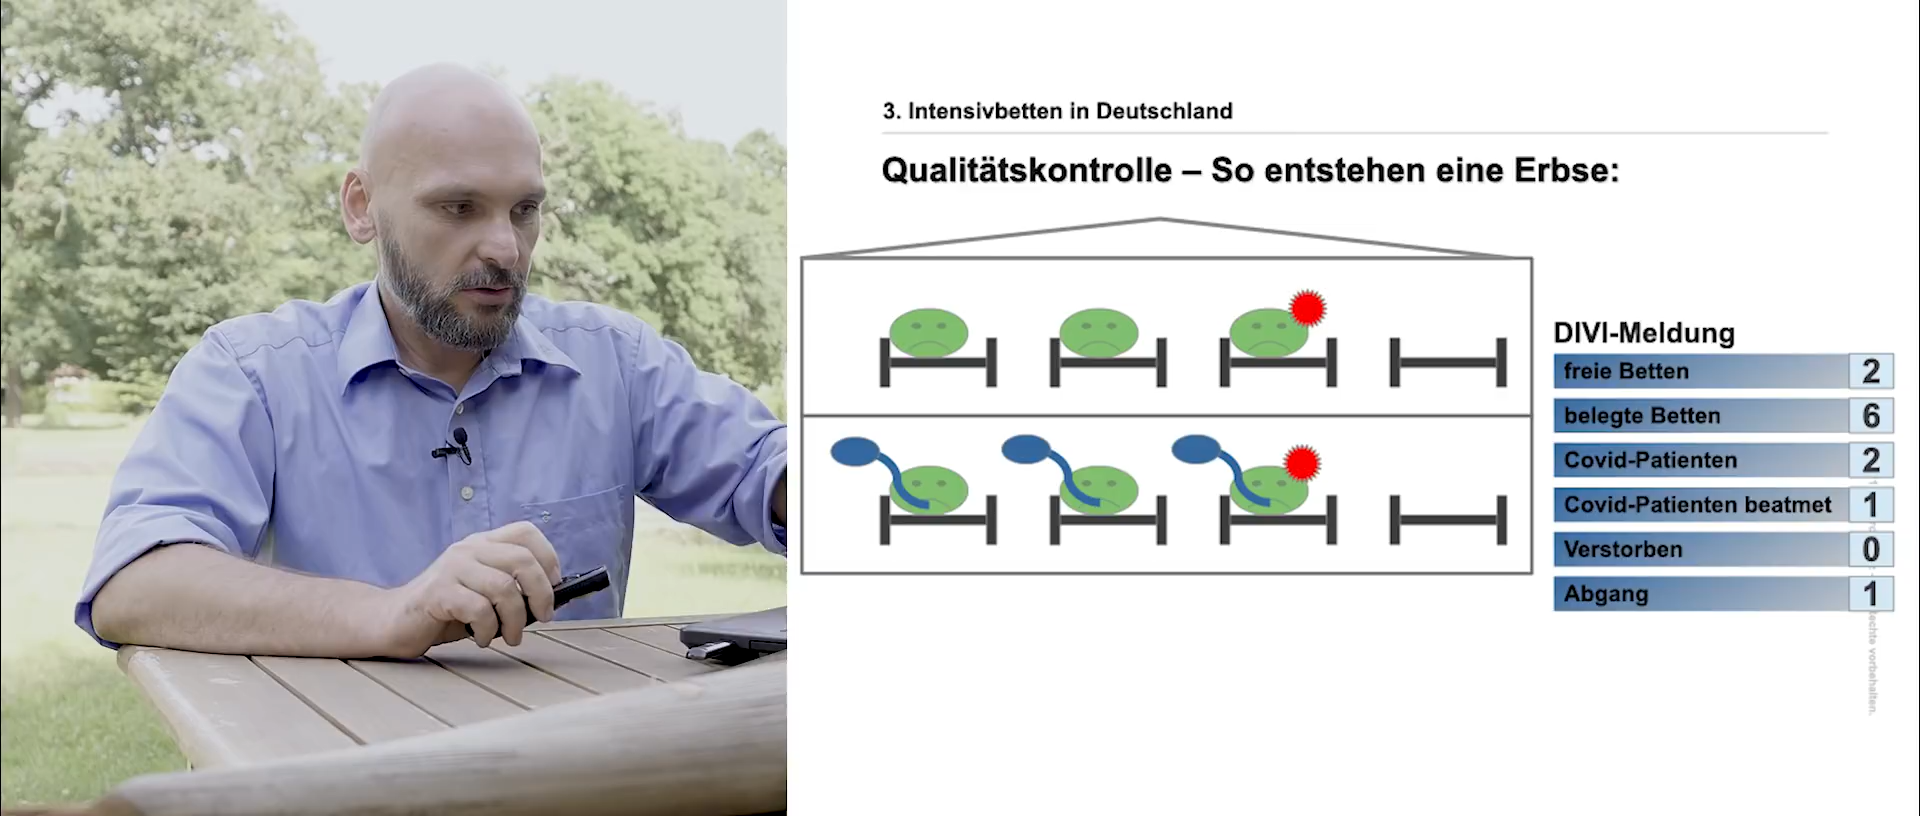 3. Intensivbetten in Deutschland
Qualitätskontrolle – So entstehen eine Erbse:
DIVI-Meldung
freie Betten 2
belegte Betten 6
Covid-Patienten 2
Covid-Patienten beatmet 1
Verstorben 0
Abgang 1
vorbehalten.